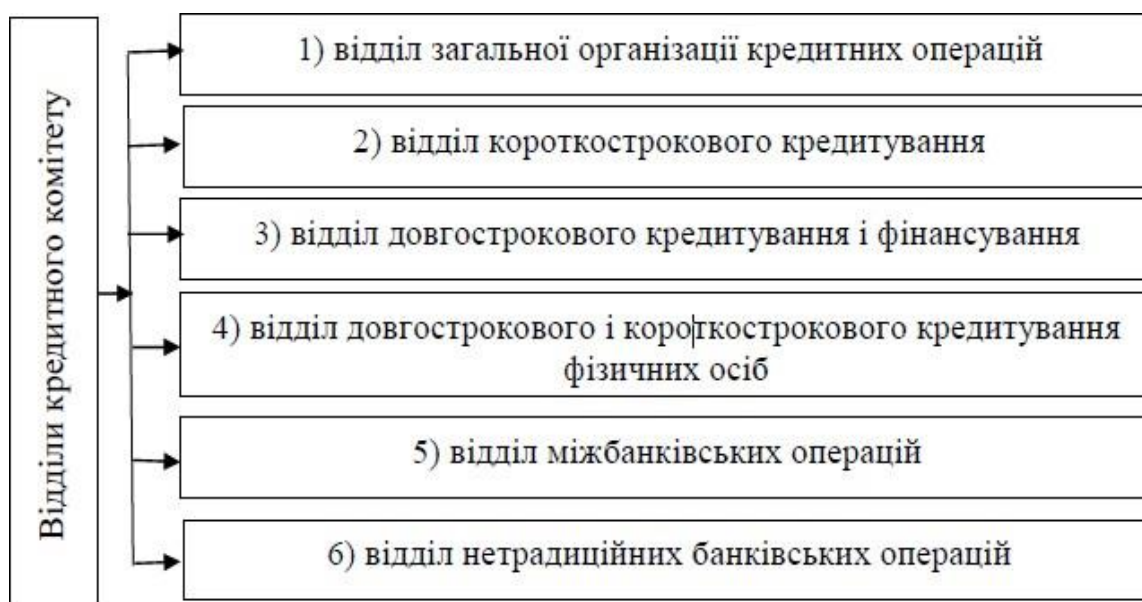 Відділи кредитного комітету
1) відділ загальної організації кредитних операцій
2) відділ короткострокового кредитування
3) відділ довгострокового кредитування і фінансування
4) відділ довгострокового і короткострокового кредитування
фізичних осіб
5) відділ міжбанківських операцій
6) відділ нетрадиційних банківських операцій